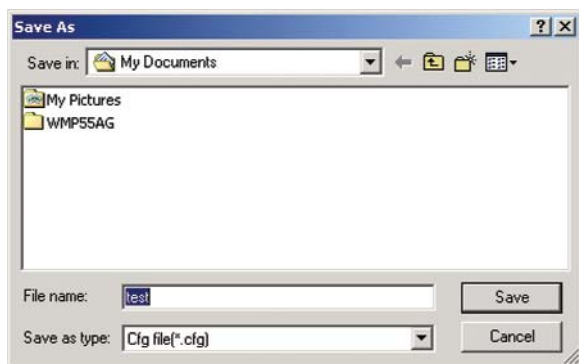 Save As
Save in: My Documents
My Pictures
WMP55AG
File name: test Save
Save as type: Cfg file(*.cfg) Cancel